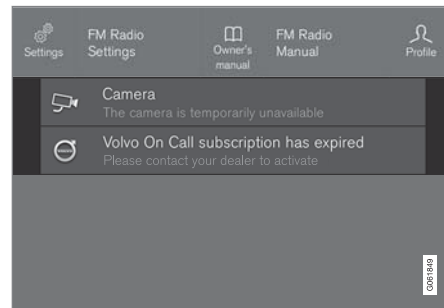 Settings
FM Radio
Settings
Owner's
manual
FM Radio
Manual
Profile
Camera
The camera is temporarily unavailable
Volvo On Call subscription has expired
Please contact your dealer to activate
G061849